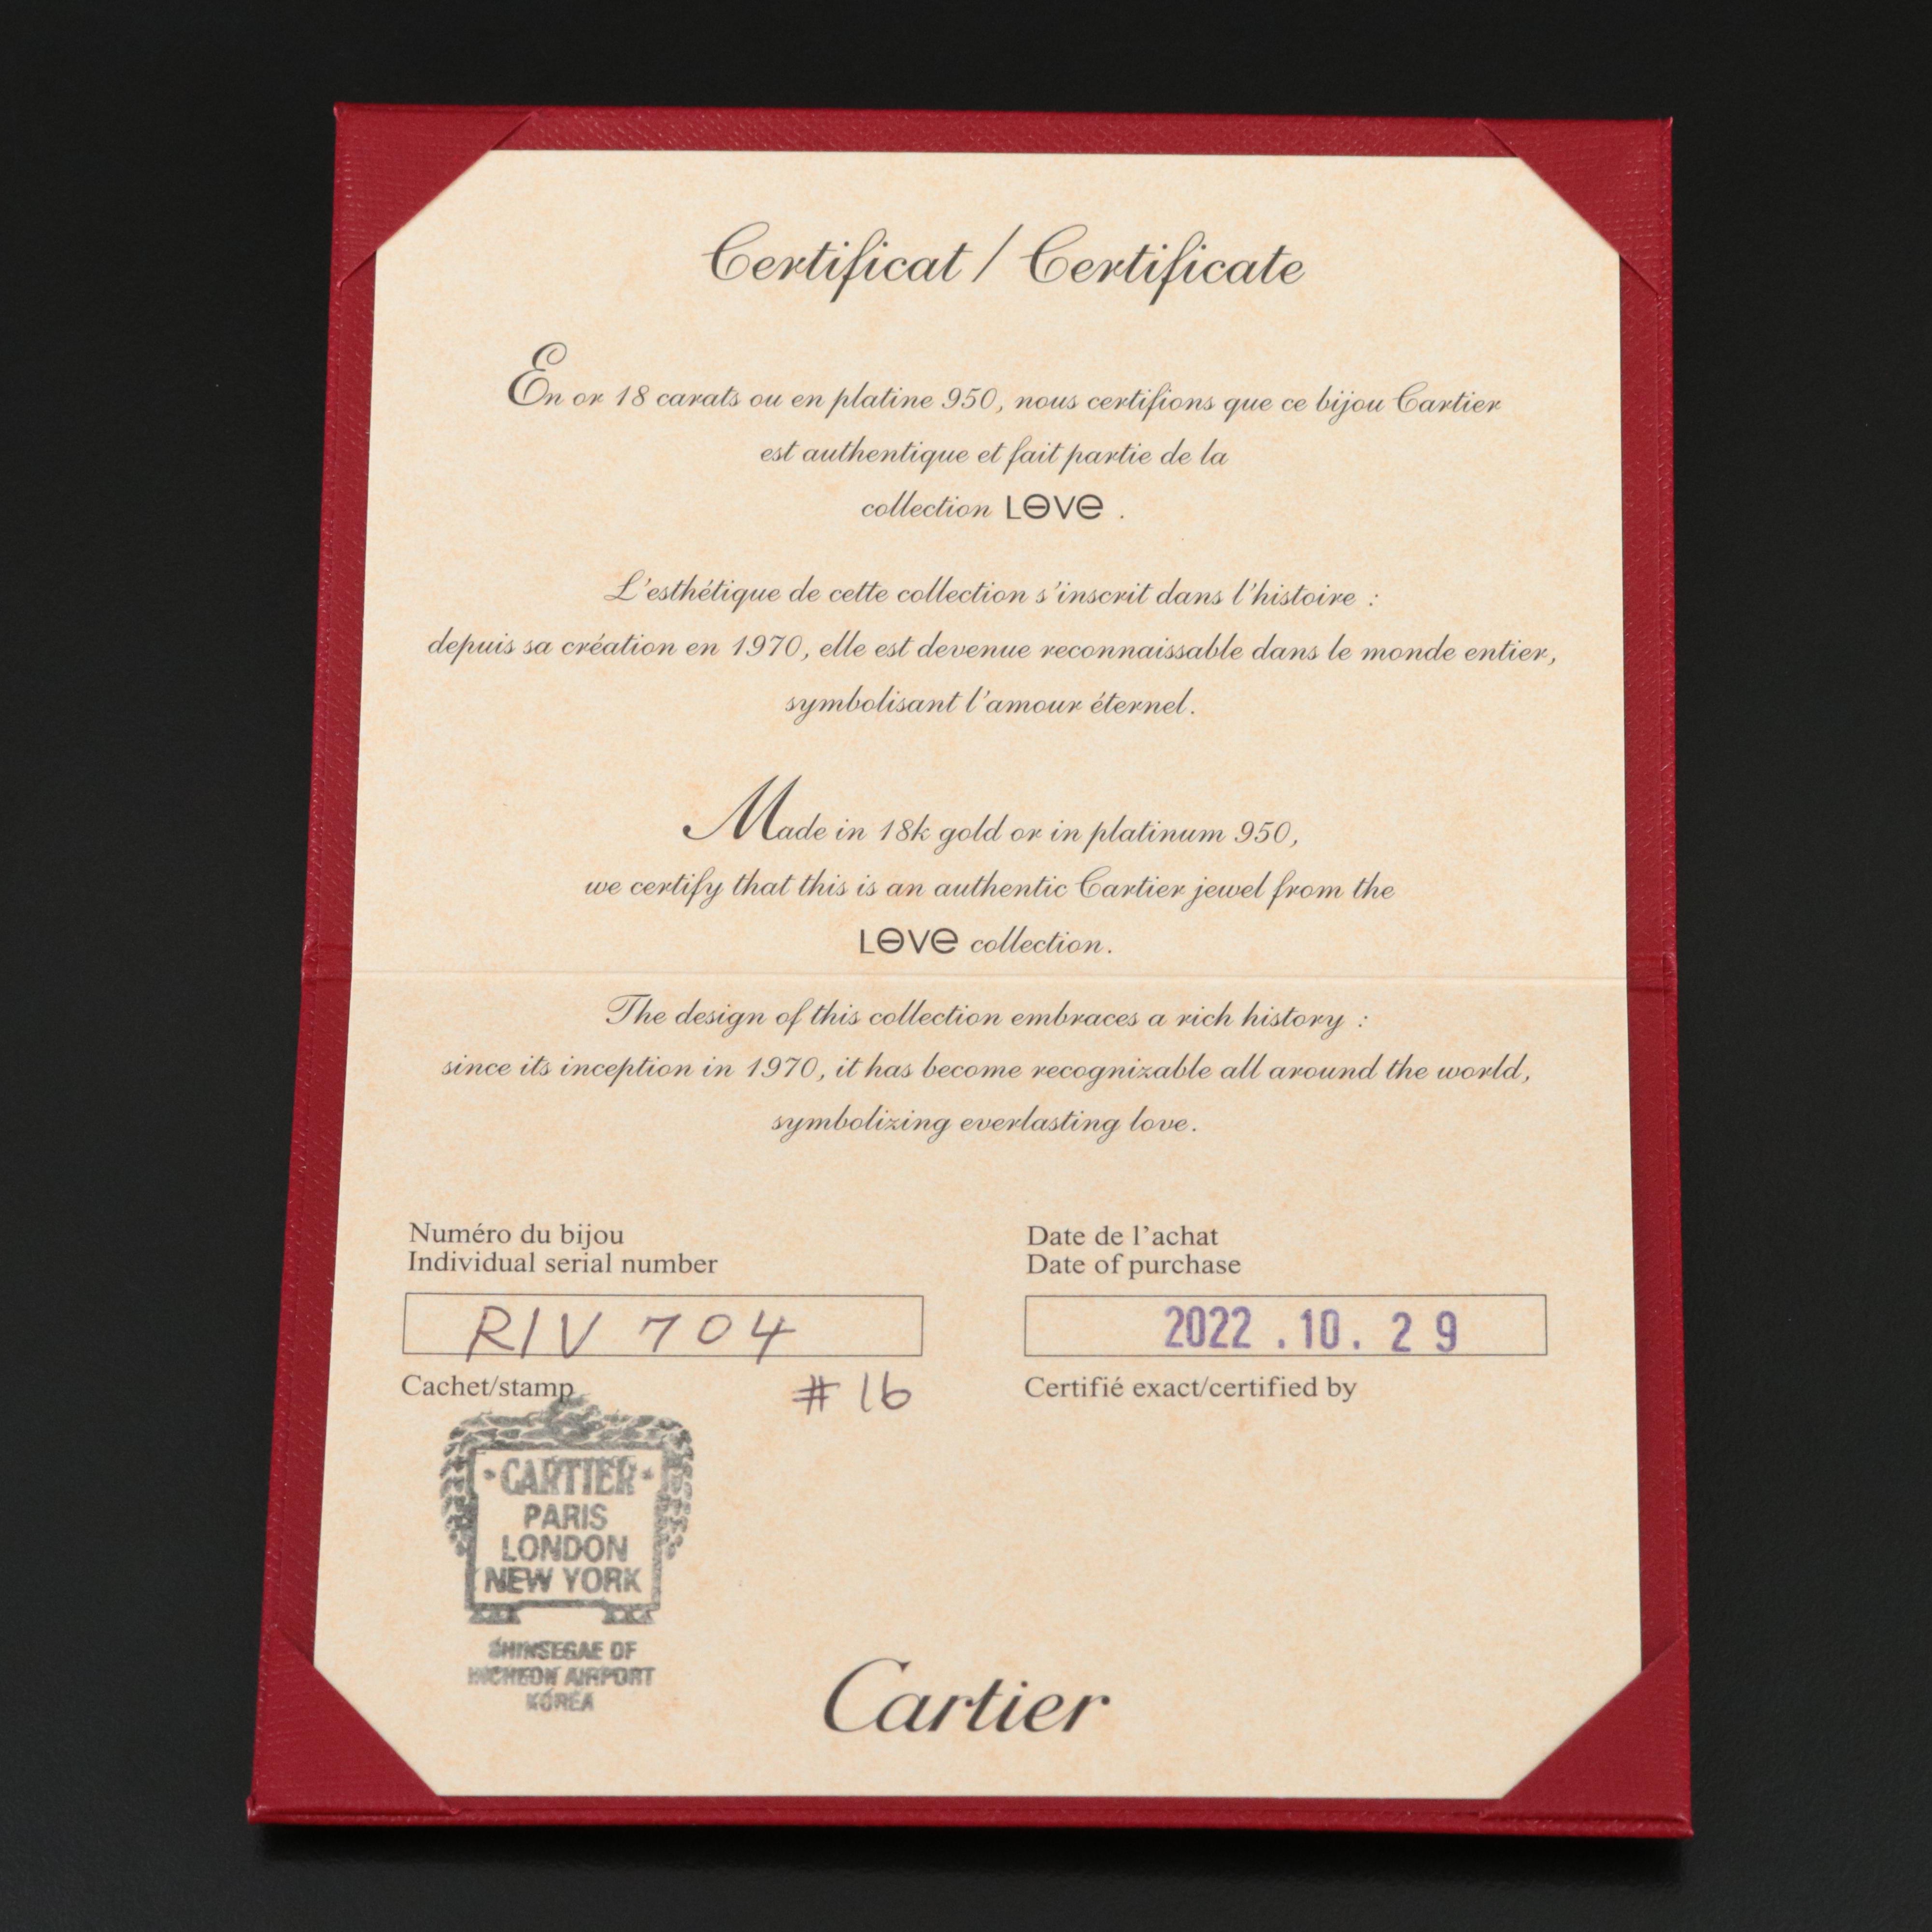 Certificat / Certificate
En or 18 carats ou en platine 950, nous certifions que ce bijou Cartier
est authentique et fait partie de la
collection LOVE .
L'esthétique de cette collection s'inscrit dans l'histoire :
depuis sa création en 1970, elle est devenue reconnaissable dans le monde entier,
symbolisant l'amour éternel.
Made in 18k gold or in platinum 950,
we certify that this is an authentic Cartier jewel from the
LOVE collection.
The design of this collection embraces a rich history :
since its inception in 1970, it has become recognizable all around the world,
symbolizing everlasting love.
Numéro du bijou
Individual serial number
RIV 704
Cachet/stamp
#16
Date de l'achat
Date of purchase
2022 . 10 . 29
Certifié exact/certified by
CARTIER
PARIS
LONDON
NEW YORK
SHINSEGAE DF
INCHEON AIRPORT
KOREA
Cartier